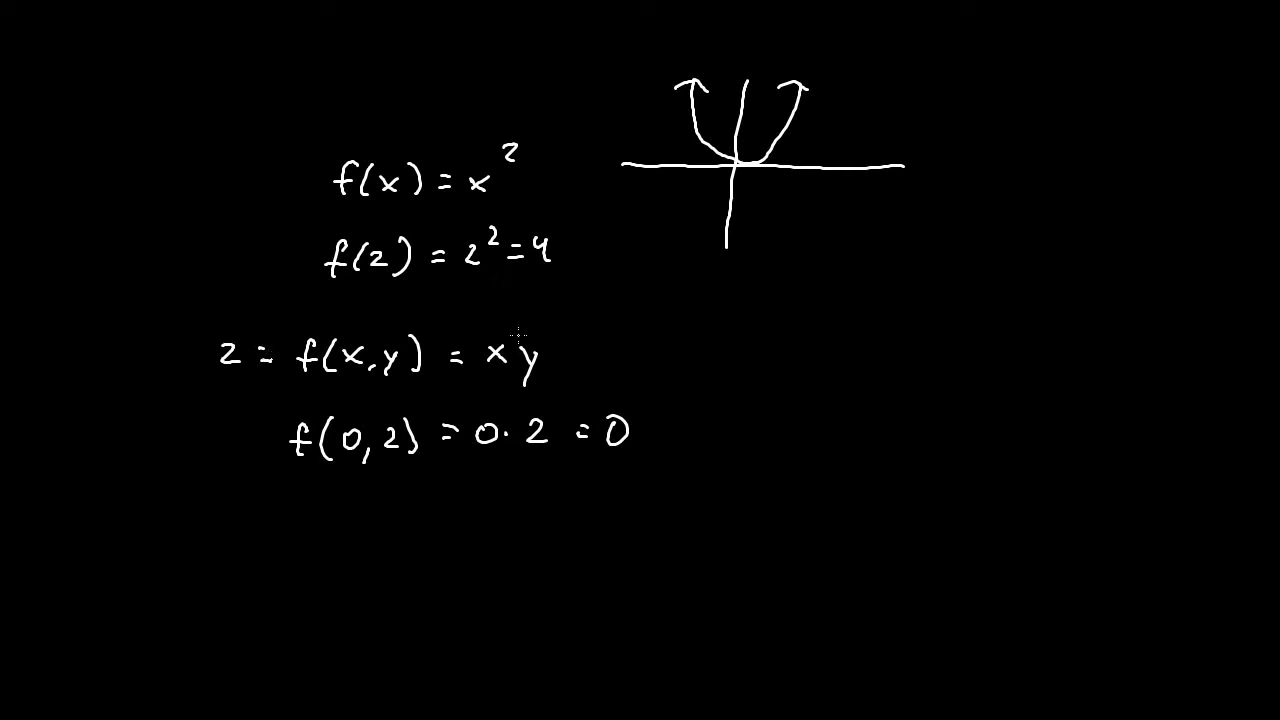 f(x) = x²
f(2) = 2² = 4
z = f(x,y) = xy
f(0,2) = 0·2 = 0